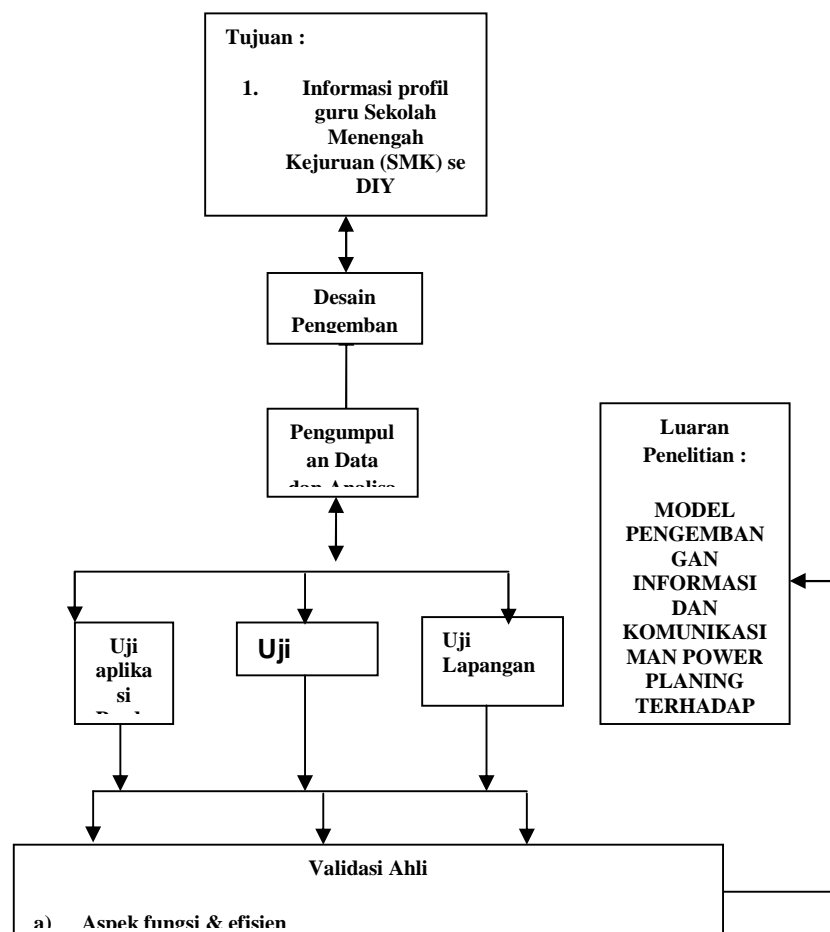 Tujuan :
1. Informasi profil
guru Sekolah
Menengah
Kejuruan (SMK) se
DIY
Desain
Pengemban
Pengumpul
an Data
dan Analisa
Luaran
Penelitian :
MODEL
PENGEMBAN
GAN
INFORMASI
DAN
KOMUNIKASI
MAN POWER
PLANING
TERHADAP
Uji
aplika
si
Uji
Uji
Lapangan
Validasi Ahli
a) Aspek fungsi & efisien